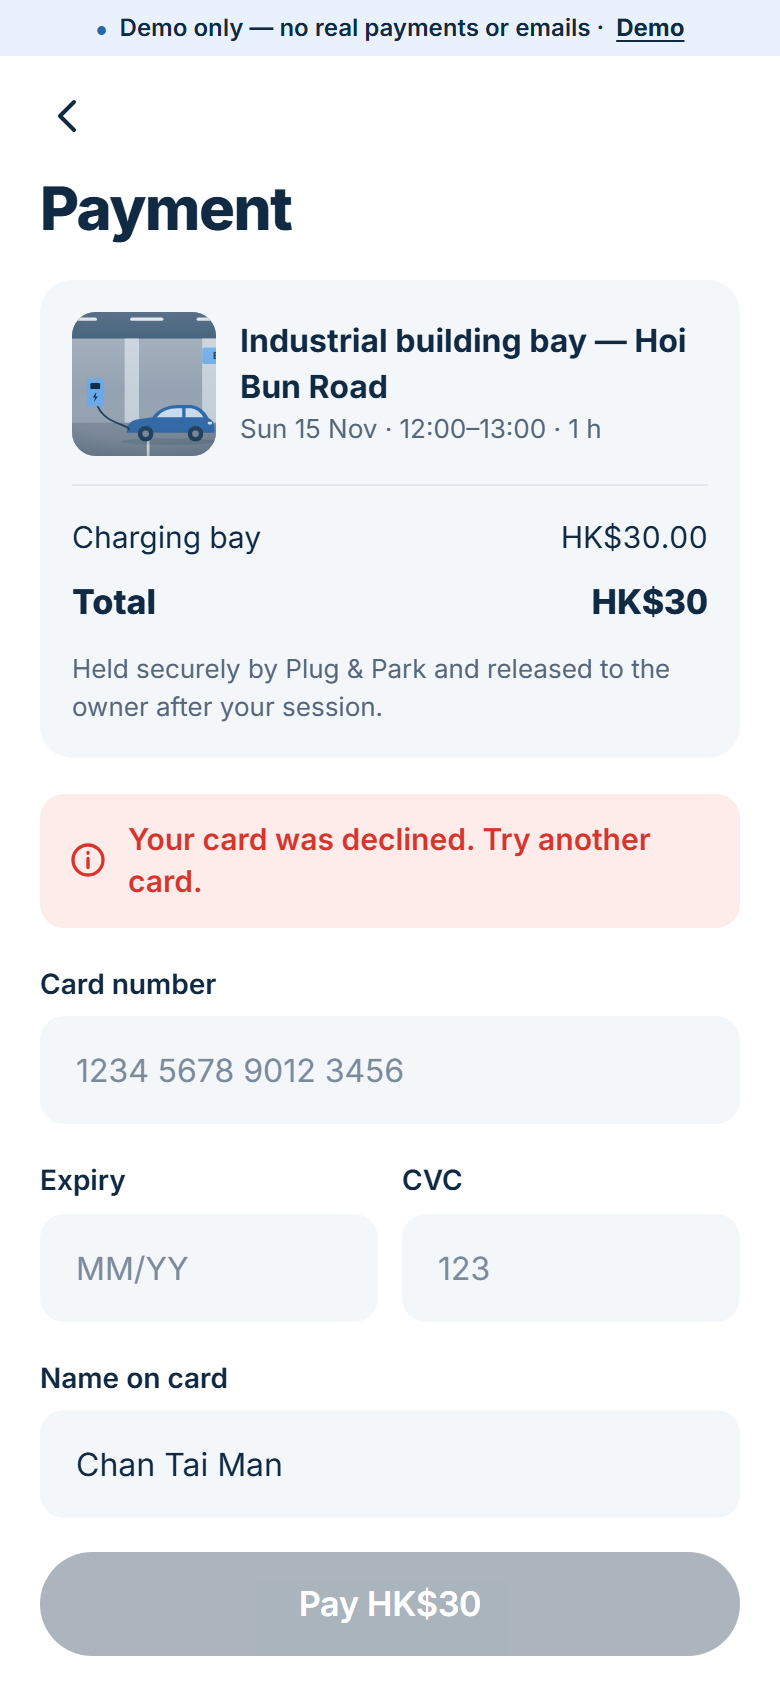 Demo only — no real payments or emails · Demo
Payment
Industrial building bay — Hoi
Bun Road
Sun 15 Nov · 12:00–13:00 · 1 h
Charging bay HK$30.00
Total HK$30
Held securely by Plug & Park and released to the
owner after your session.
Your card was declined. Try another
card.
Card number
1234 5678 9012 3456
Expiry CVC
MM/YY 123
Name on card
Chan Tai Man
Pay HK$30